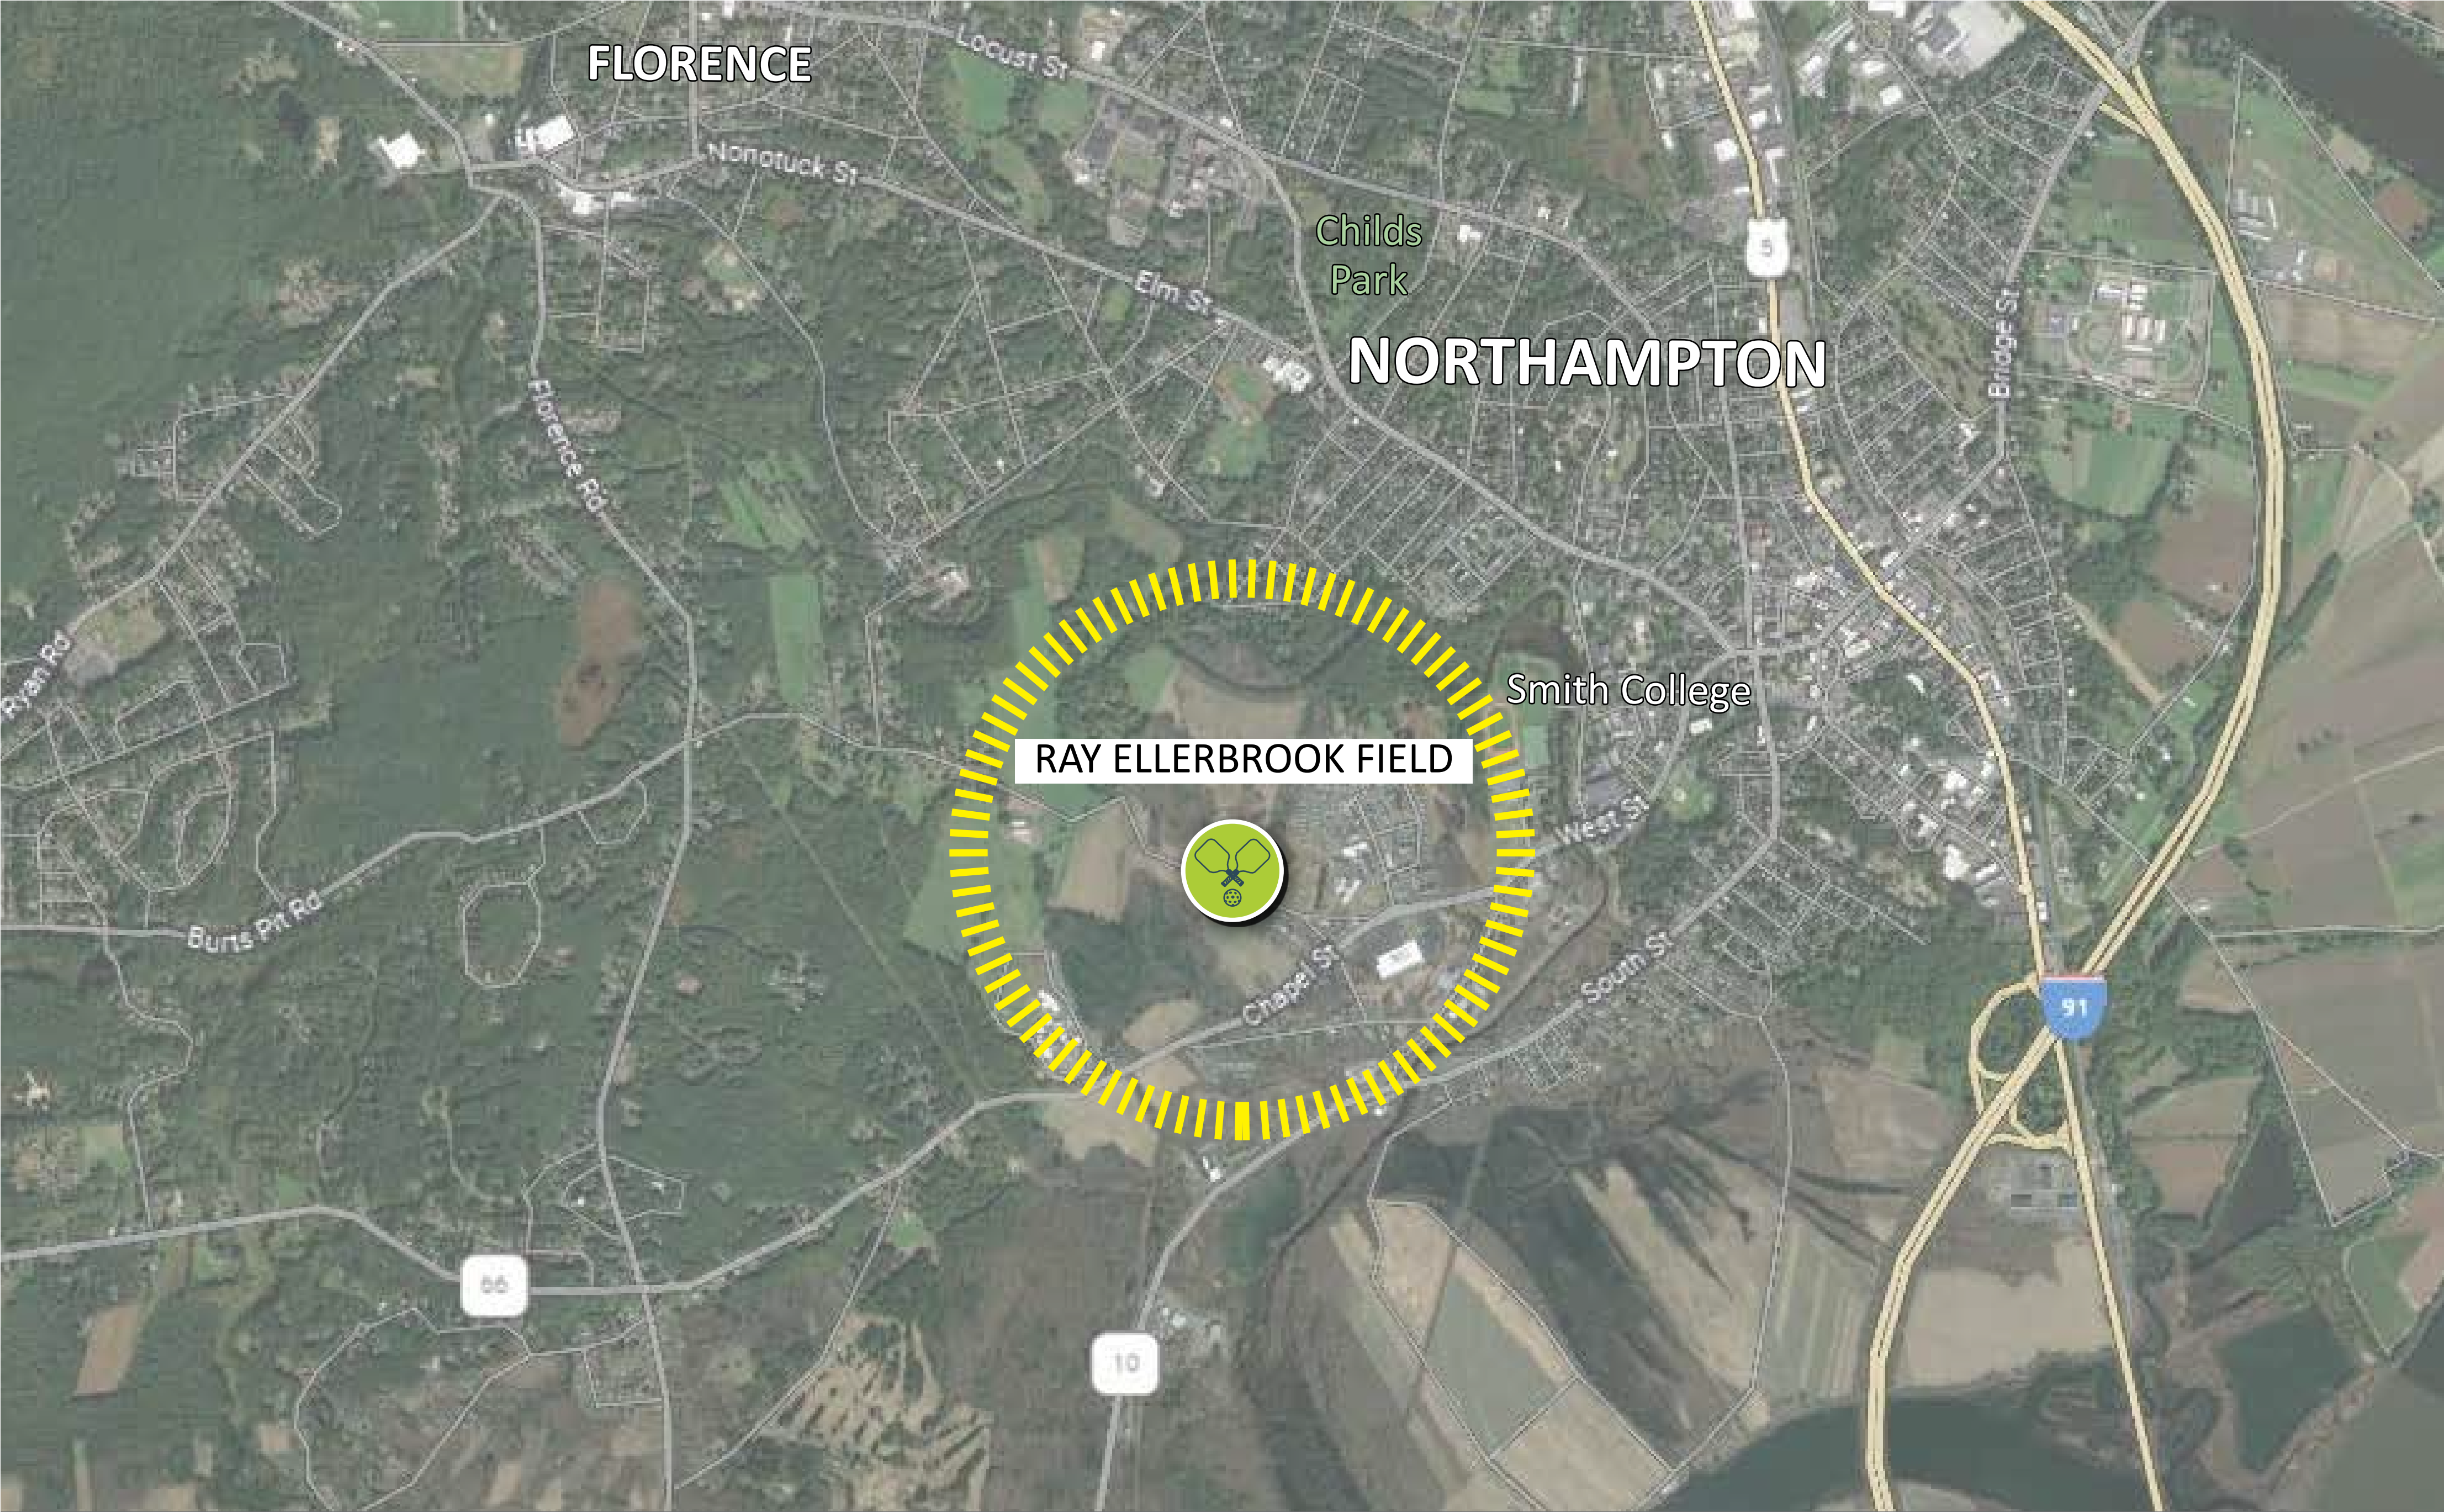 FLORENCE
Locust St
Nonotuck St
Childs
Park
5
Elm St
NORTHAMPTON
Bridge St
Florence Rd
Ryan Rd
Smith College
RAY ELLERBROOK FIELD
West St
Burts Pit Rd
Chapel St
South St
91
66
10